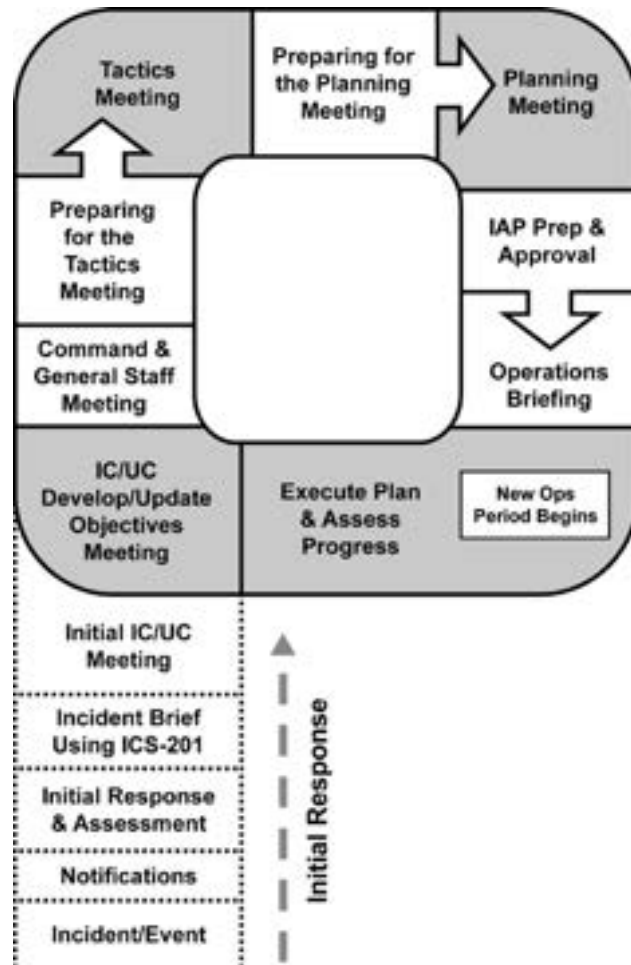 Tactics
Meeting
Preparing for
the Planning
Meeting
Planning
Meeting
Preparing
for the
Tactics
Meeting
IAP Prep &
Approval
Command &
General Staff
Meeting
Operations
Briefing
IC/UC
Develop/Update
Objectives
Meeting
Execute Plan
& Assess
Progress
New Ops
Period Begins
Initial IC/UC
Meeting
Incident Brief
Using ICS-201
Initial Response
& Assessment
Notifications
Incident/Event
Initial Response